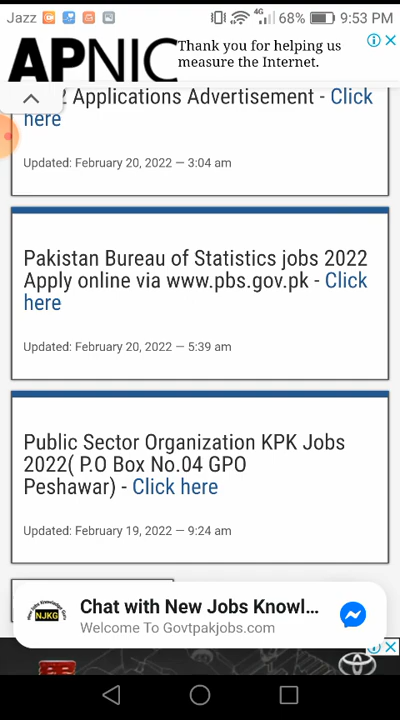 Jazz 4G 68% 9:53 PM
APNIC
Thank you for helping us
measure the Internet.
2 Applications Advertisement - Click
here
Updated: February 20, 2022 — 3:04 am
Pakistan Bureau of Statistics jobs 2022
Apply online via www.pbs.gov.pk - Click
here
Updated: February 20, 2022 — 5:39 am
Public Sector Organization KPK Jobs
2022( P.O Box No.04 GPO
Peshawar) - Click here
Updated: February 19, 2022 — 9:24 am
NJKG
Chat with New Jobs Knowl...
Welcome To Govtpakjobs.com